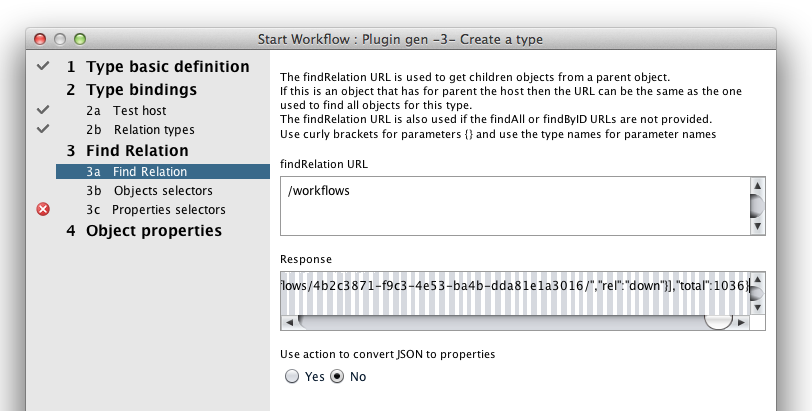 Start Workflow : Plugin gen -3- Create a type
1 Type basic definition
2 Type bindings
2a Test host
2b Relation types
3 Find Relation
3a Find Relation
3b Objects selectors
3c Properties selectors
4 Object properties
The findRelation URL is used to get children objects from a parent object.
If this is an object that has for parent the host then the URL can be the same as the one
used to find all objects for this type.
The findRelation URL is also used if the findAll or findByID URLs are not provided.
Use curly brackets for parameters {} and use the type names for parameter names
findRelation URL
/workflows
Response
flows/4b2c3871-f9c3-4e53-ba4b-dda81e1a3016/","rel":"down"}],"total":1036}
Use action to convert JSON to properties
Yes No